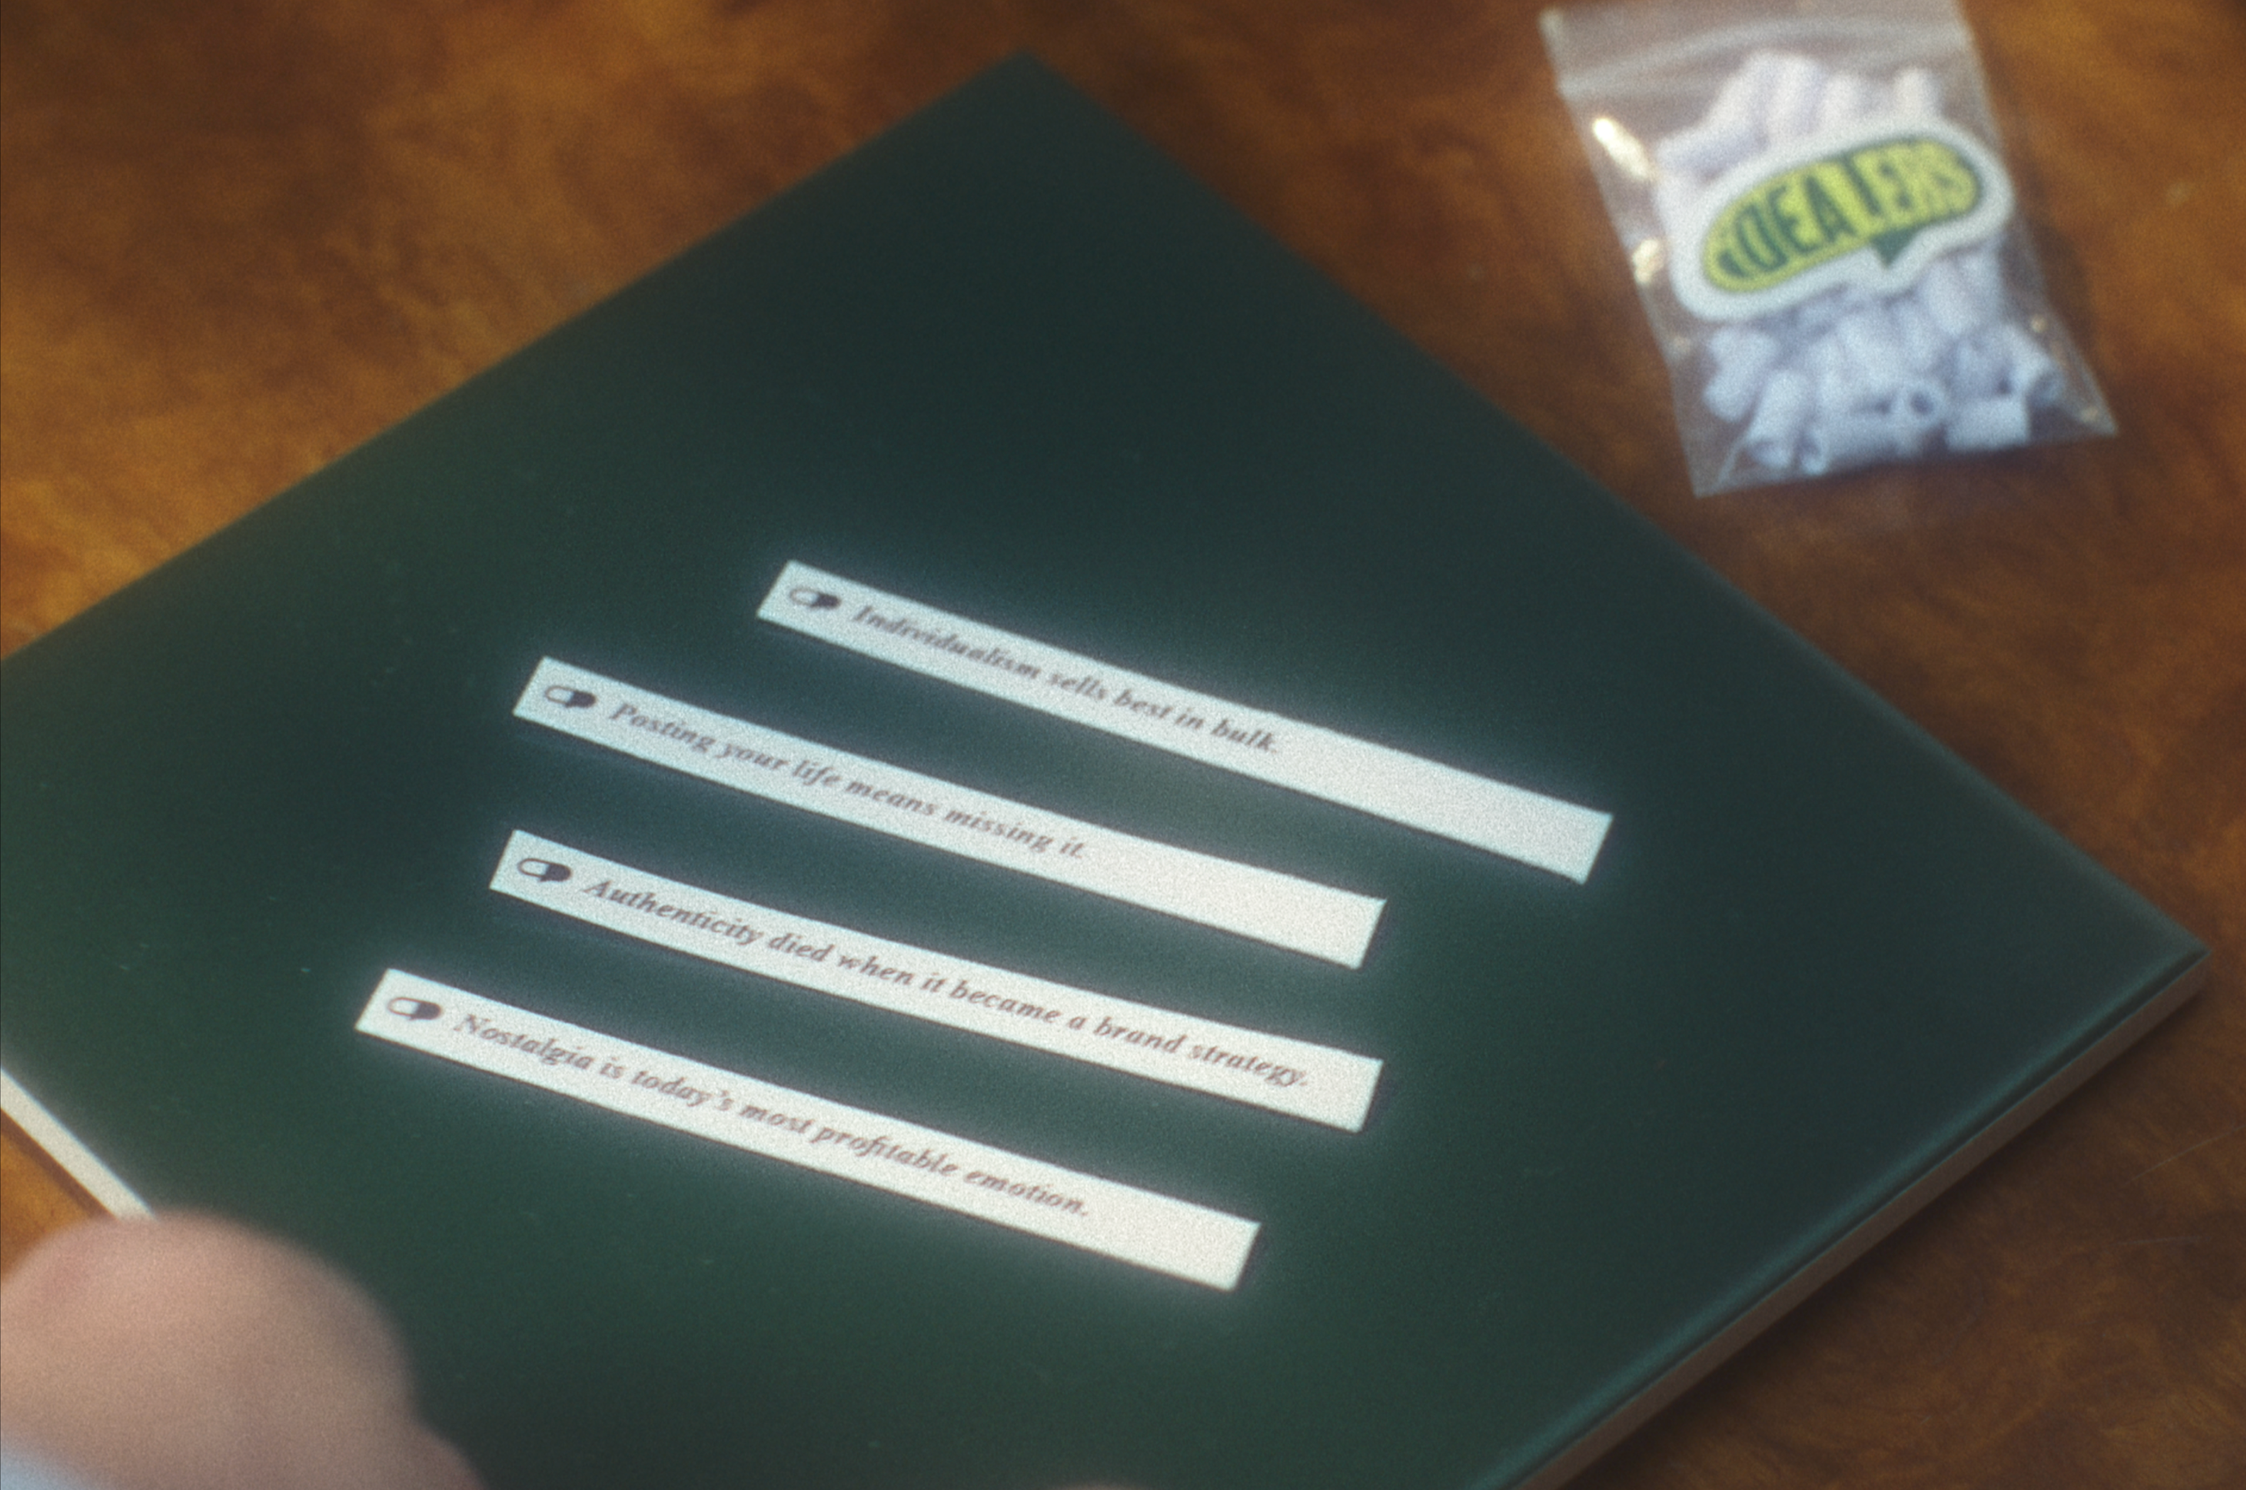 IDEALERS
Individualism sells best in bulk.
Posting your life means missing it.
Authenticity died when it became a brand strategy.
Nostalgia is today's most profitable emotion.